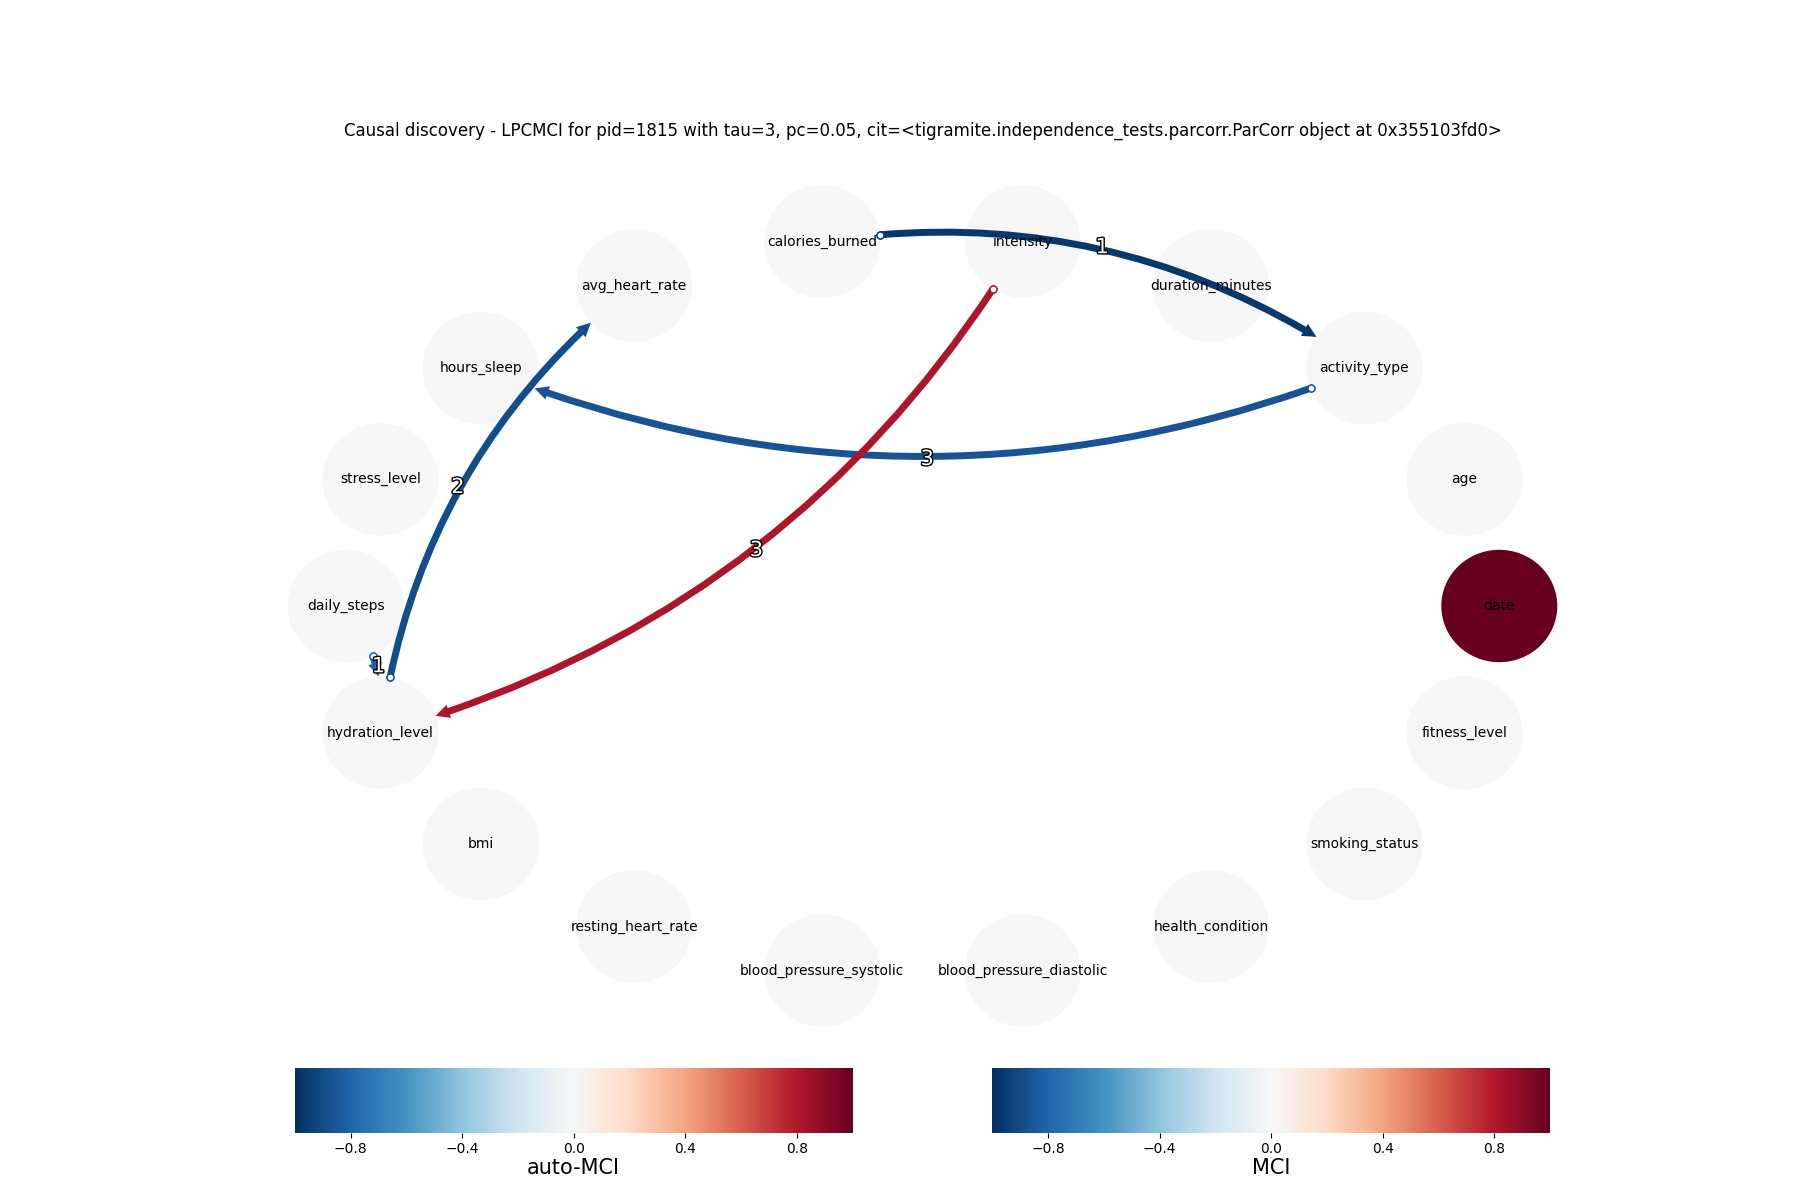 Causal discovery - LPCMCI for pid=1815 with tau=3, pc=0.05, cit=<tigramite.independence_tests.parcorr.ParCorr object at 0x355103fd0>
calories_burned
intensity
1
avg_heart_rate
duration_minutes
hours_sleep
activity_type
3
stress_level
2
age
3
daily_steps
date
1
hydration_level
fitness_level
bmi
smoking_status
resting_heart_rate
health_condition
blood_pressure_systolic
blood_pressure_diastolic
−0.8 −0.4 0.0 0.4 0.8
auto-MCI
−0.8 −0.4 0.0 0.4 0.8
MCI